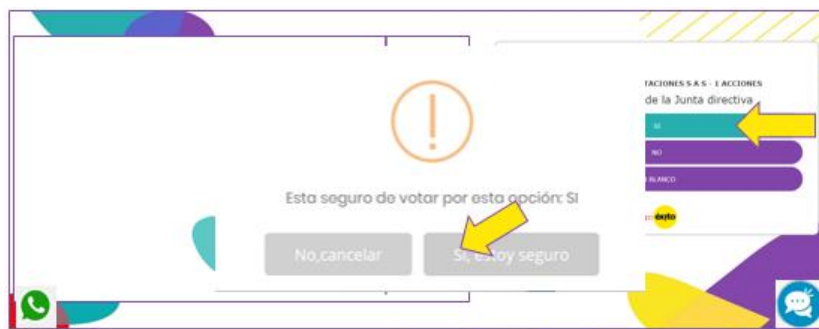 Esta seguro de votar por esta opción: SI
No,cancelar
Si, estoy seguro
TACIONES S A S - 1 ACCIONES
de la Junta directiva
SI
NO
BLANCO
éxito